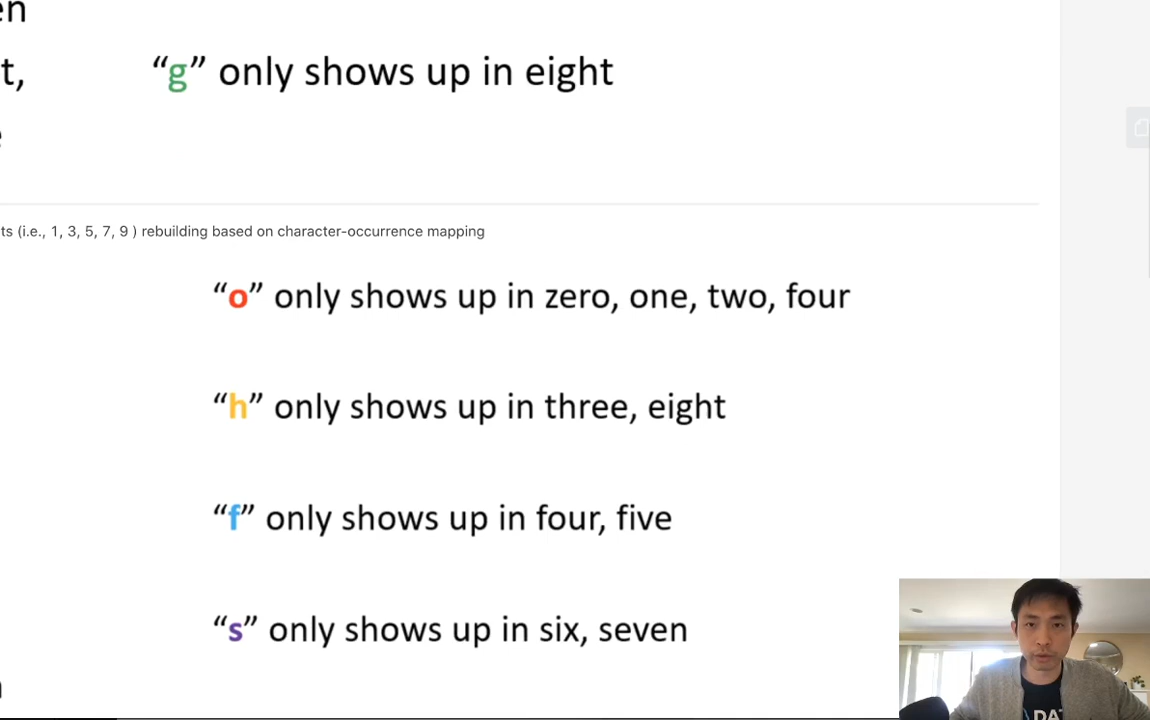 en
t,
“g” only shows up in eight
e
ts (i.e., 1, 3, 5, 7, 9 ) rebuilding based on character-occurrence mapping
“o” only shows up in zero, one, two, four
“h” only shows up in three, eight
“f” only shows up in four, five
“s” only shows up in six, seven
DAT